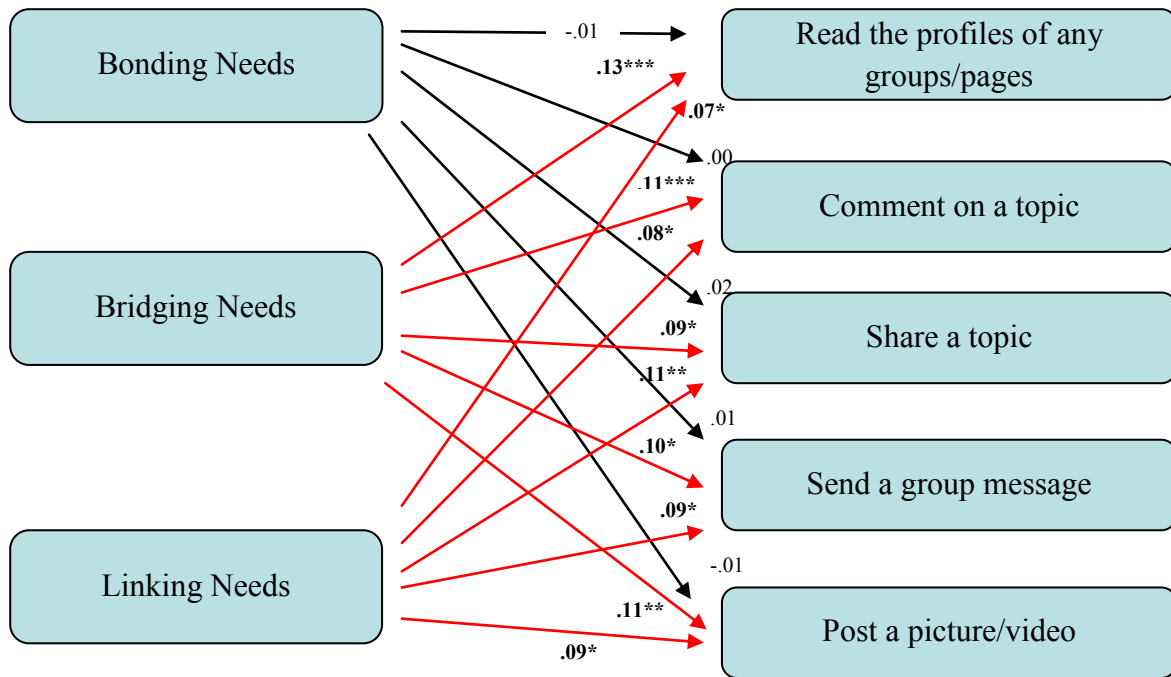 Bonding Needs
-.01
Read the profiles of any
groups/pages
.13***
.07*
.00
.11***
Comment on a topic
.08*
Bridging Needs
.02
.09*
Share a topic
.11**
.01
.10*
Send a group message
.09*
Linking Needs
-.01
.11**
Post a picture/video
.09*